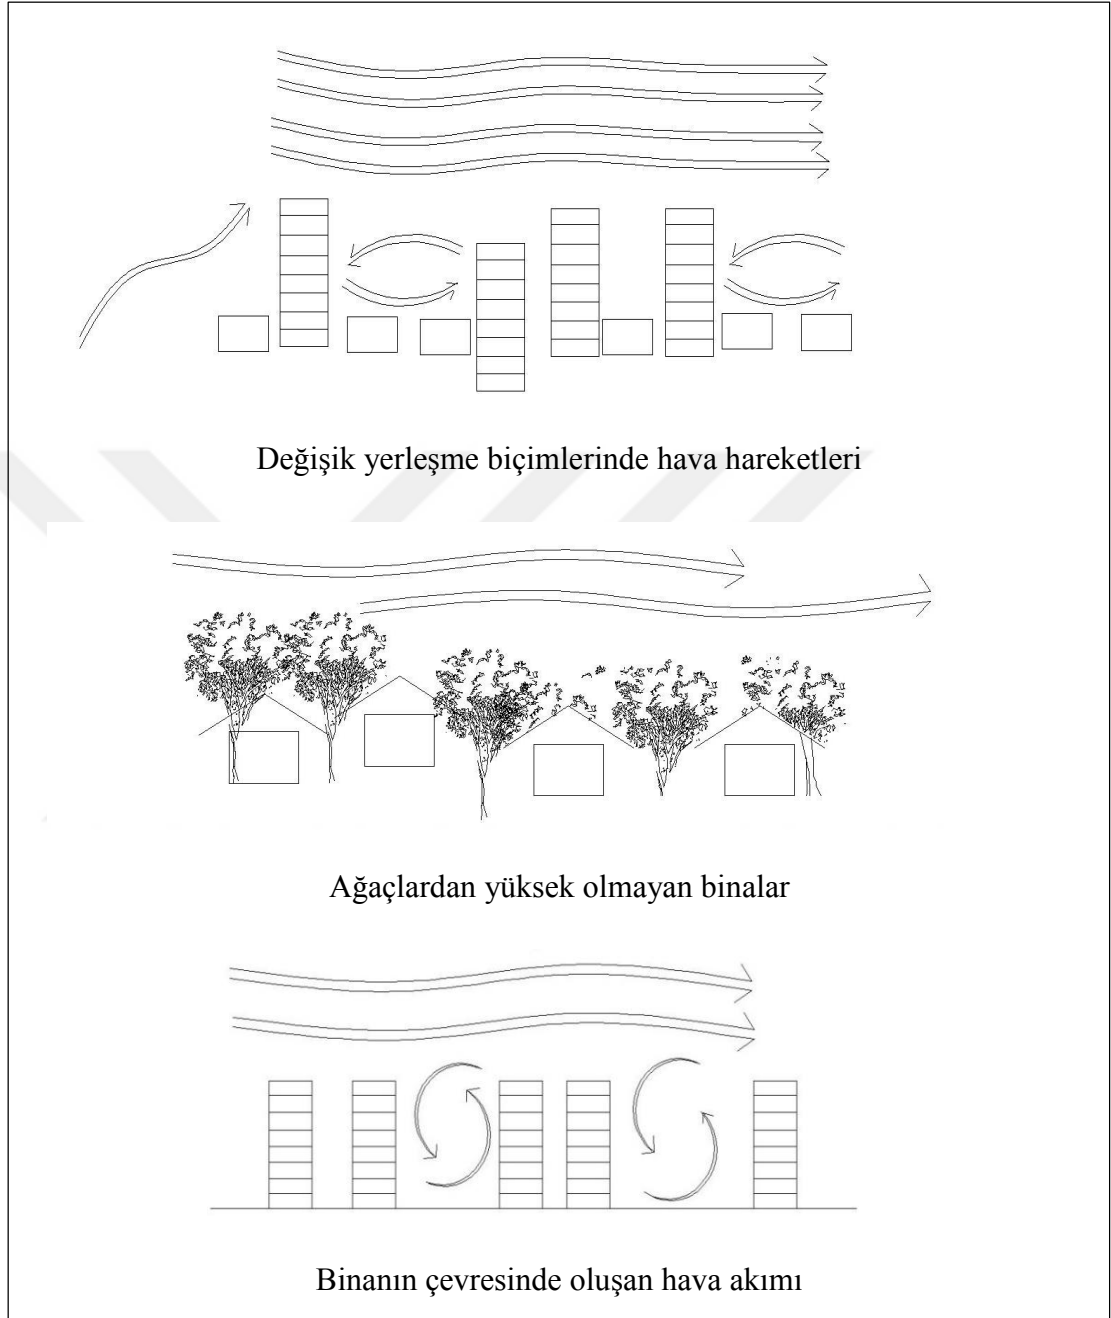 Değişik yerleşme biçimlerinde hava hareketleri
Ağaçlardan yüksek olmayan binalar
Binanın çevresinde oluşan hava akımı